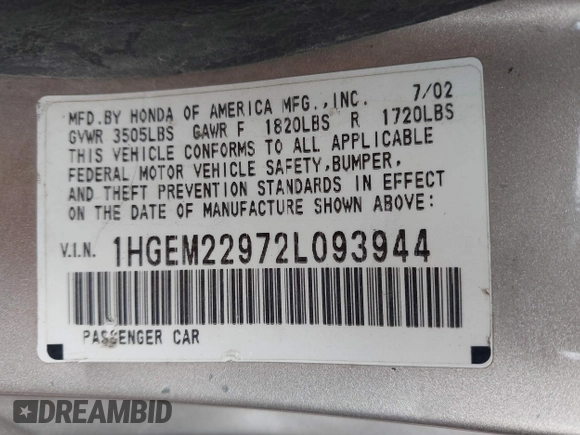 MFD.BY HONDA OF AMERICA MFG.,INC. 7/02
GVWR 3505LBS GAWR F 1820LBS R 1720LBS
THIS VEHICLE CONFORMS TO ALL APPLICABLE
FEDERAL MOTOR VEHICLE SAFETY,BUMPER,
AND THEFT PREVENTION STANDARDS IN EFFECT
ON THE DATE OF MANUFACTURE SHOWN ABOVE:
V.I.N. 1HGEM22972L093944
PASSENGER CAR
DREAMBID